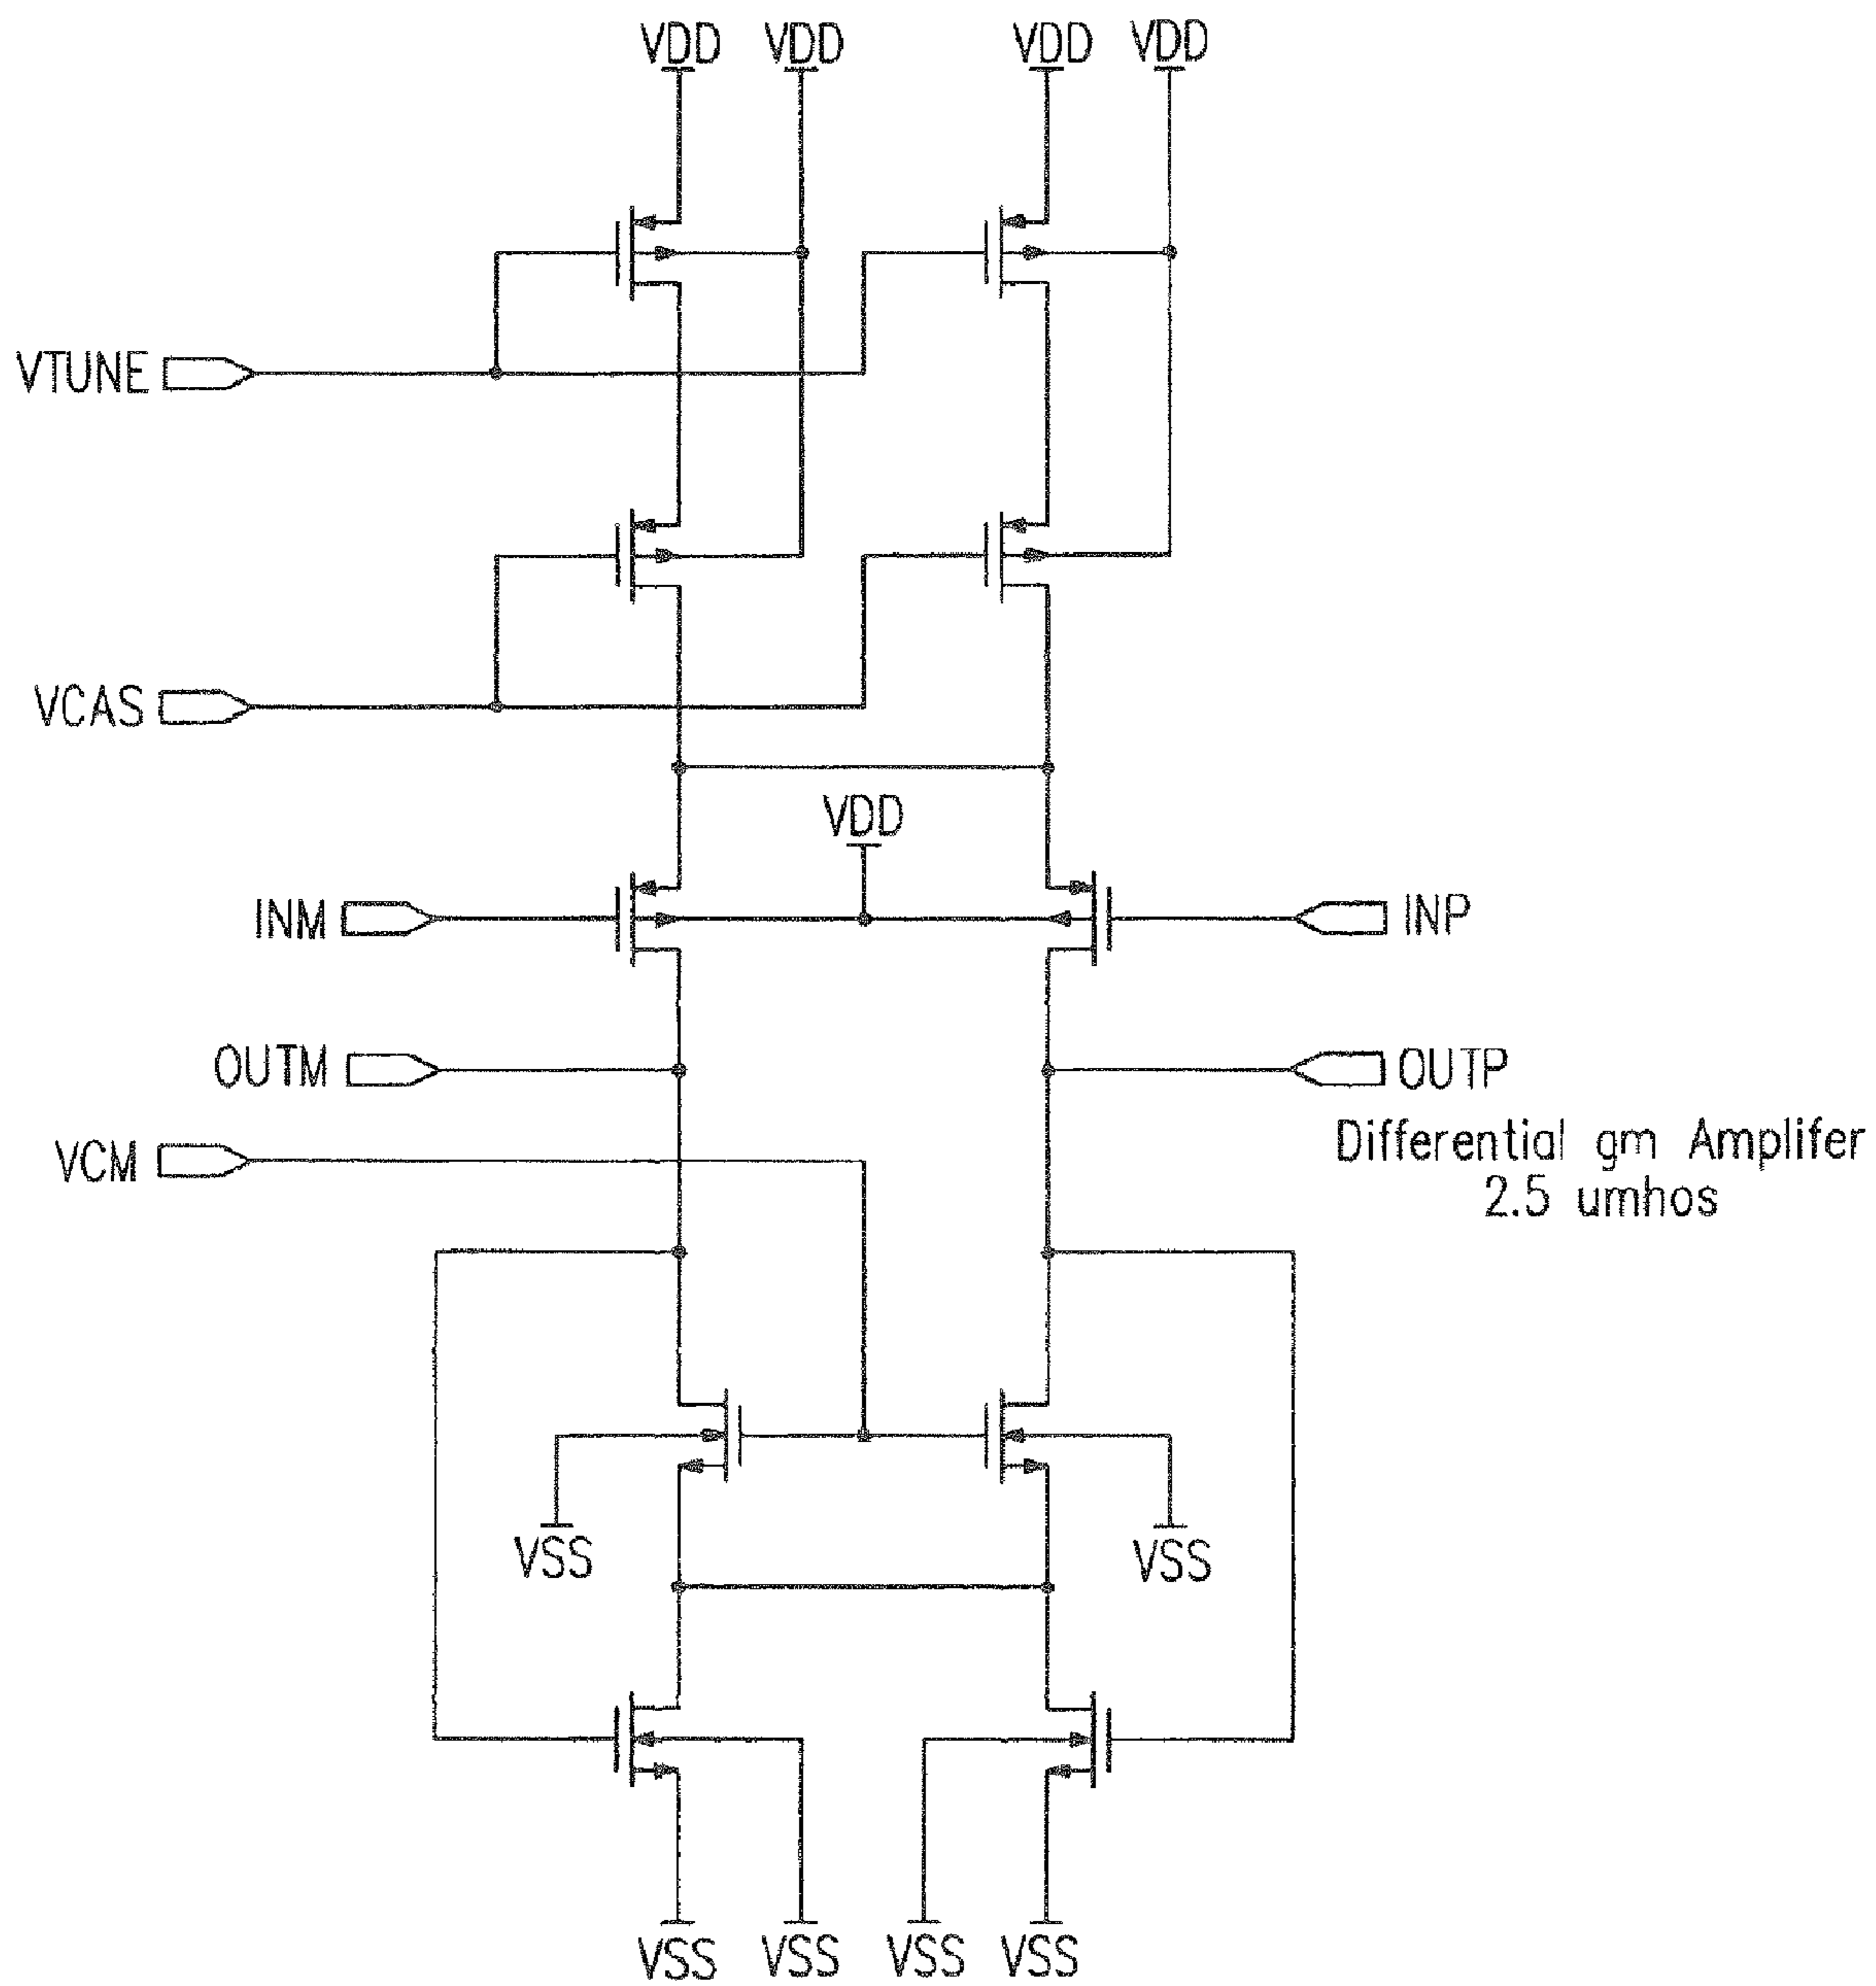 VDD VDD VDD VDD
VTUNE
VCAS
VDD
INM INP
OUTM OUTP
Differential gm Amplifer
VCM
2.5 umhos
VSS VSS
VSS VSS VSS VSS